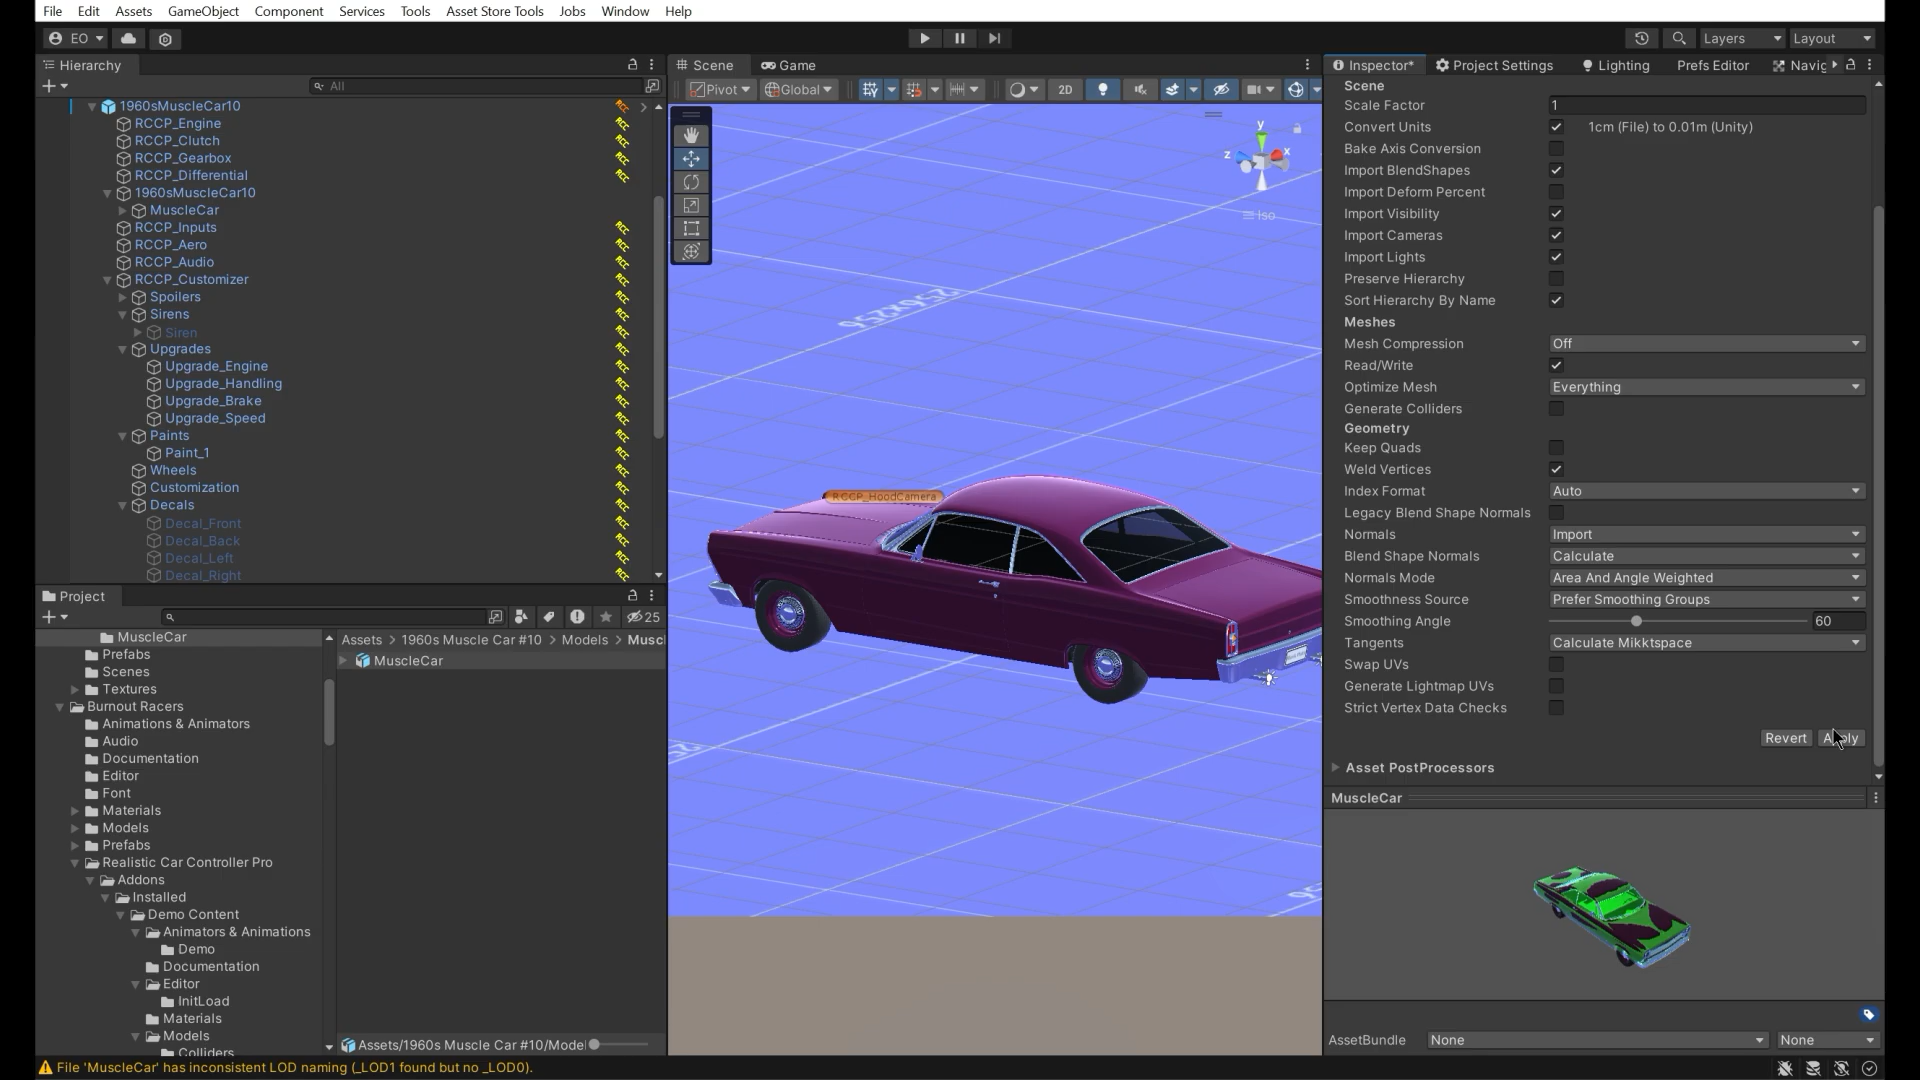 File Edit Assets GameObject Component Services Tools Asset Store Tools Jobs Window Help
EO
Layers
Layout
Hierarchy
All
1960sMuscleCar10
RCCP_Engine
RCCP_Clutch
RCCP_Gearbox
RCCP_Differential
1960sMuscleCar10
MuscleCar
RCCP_Inputs
RCCP_Aero
RCCP_Audio
RCCP_Customizer
Spoilers
Sirens
Siren
Upgrades
Upgrade_Engine
Upgrade_Handling
Upgrade_Brake
Upgrade_Speed
Paints
Paint_1
Wheels
Customization
Decals
Decal_Front
Decal_Back
Decal_Left
Decal_Right
Scene Game
Pivot Global 2D
y
z x
Iso
256x256
RCCP_HoodCamera
Inspector* Project Settings Lighting Prefs Editor Navig
Scene
Scale Factor 1
Convert Units 1cm (File) to 0.01m (Unity)
Bake Axis Conversion
Import BlendShapes
Import Deform Percent
Import Visibility
Import Cameras
Import Lights
Preserve Hierarchy
Sort Hierarchy By Name
Meshes
Mesh Compression Off
Read/Write
Optimize Mesh Everything
Generate Colliders
Geometry
Keep Quads
Weld Vertices
Index Format Auto
Legacy Blend Shape Normals
Normals Import
Blend Shape Normals Calculate
Normals Mode Area And Angle Weighted
Smoothness Source Prefer Smoothing Groups
Smoothing Angle 60
Tangents Calculate Mikktspace
Swap UVs
Generate Lightmap UVs
Strict Vertex Data Checks
Revert Apply
Asset PostProcessors
MuscleCar
AssetBundle None None
Project
25
MuscleCar
Prefabs
Scenes
Textures
Burnout Racers
Animations & Animators
Audio
Documentation
Editor
Font
Materials
Models
Prefabs
Realistic Car Controller Pro
Addons
Installed
Demo Content
Animators & Animations
Demo
Documentation
Editor
InitLoad
Materials
Models
Colliders
Assets > 1960s Muscle Car #10 > Models > Musc
MuscleCar
Assets/1960s Muscle Car #10/Model
File 'MuscleCar' has inconsistent LOD naming (_LOD1 found but no _LOD0).